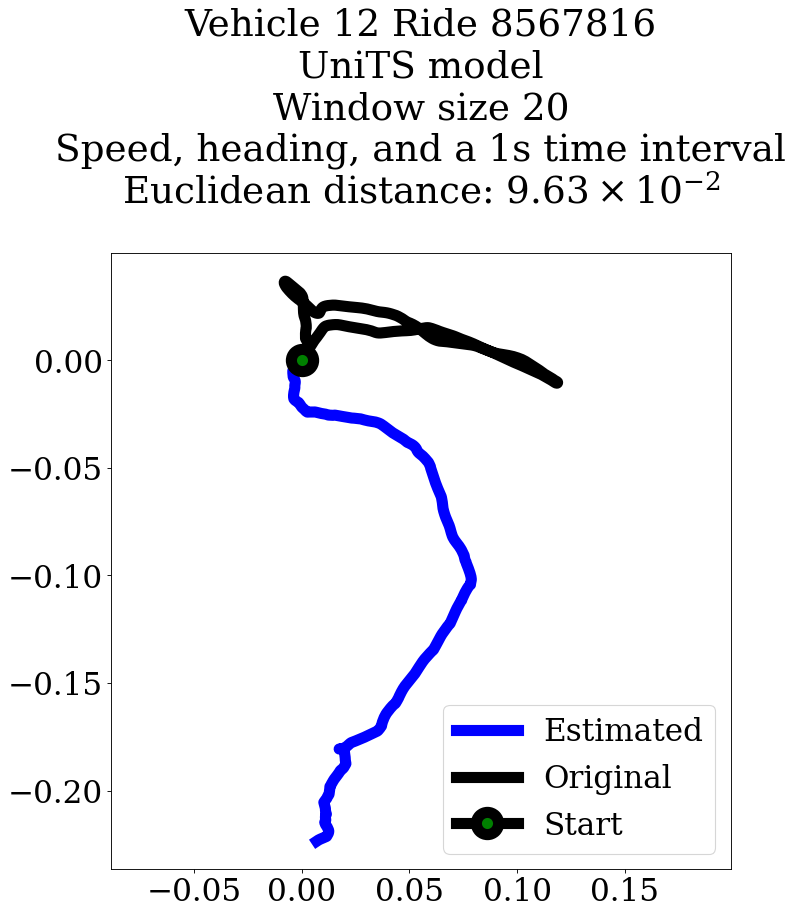 Vehicle 12 Ride 8567816
UniTS model
Window size 20
Speed, heading, and a 1s time interval
Euclidean distance: 9.63 × 10⁻²
0.00
−0.05
−0.10
−0.15
−0.20
Estimated
Original
Start
−0.05 0.00 0.05 0.10 0.15